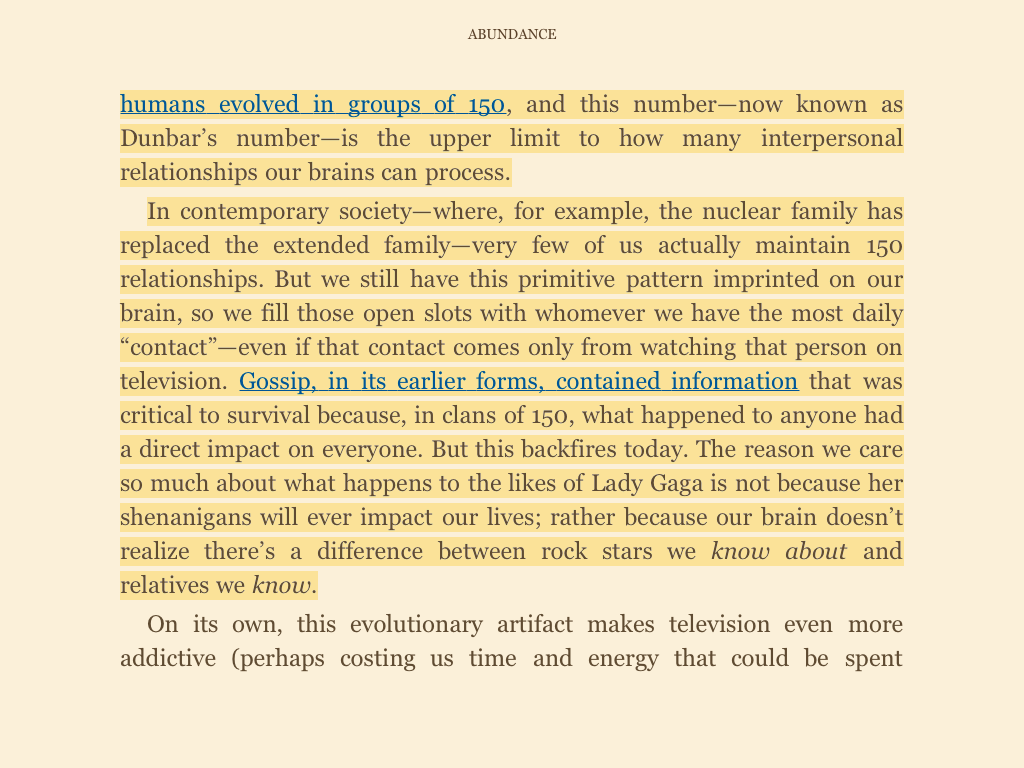 ABUNDANCE
humans evolved in groups of 150, and this number—now known as
Dunbar’s number—is the upper limit to how many interpersonal
relationships our brains can process.
In contemporary society—where, for example, the nuclear family has
replaced the extended family—very few of us actually maintain 150
relationships. But we still have this primitive pattern imprinted on our
brain, so we fill those open slots with whomever we have the most daily
“contact”—even if that contact comes only from watching that person on
television. Gossip, in its earlier forms, contained information that was
critical to survival because, in clans of 150, what happened to anyone had
a direct impact on everyone. But this backfires today. The reason we care
so much about what happens to the likes of Lady Gaga is not because her
shenanigans will ever impact our lives; rather because our brain doesn’t
realize there’s a difference between rock stars we know about and
relatives we know.
On its own, this evolutionary artifact makes television even more
addictive (perhaps costing us time and energy that could be spent